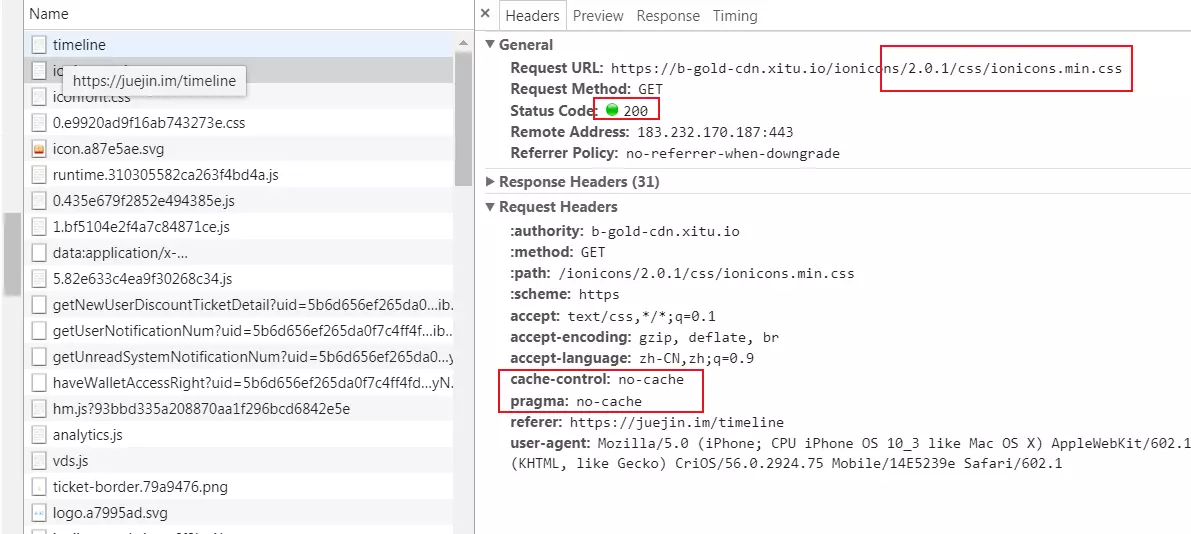 Name
timeline
https://juejin.im/timeline
iconfont.css
0.e9920ad9f16ab743273e.css
icon.a87e5ae.svg
runtime.310305582ca263f4bd4a.js
0.435e679f2852e494385e.js
1.bf5104e2f4a7c84871ce.js
data:application/x-...
5.82e633c4ea9f30268c34.js
getNewUserDiscountTicketDetail?uid=5b6d656ef265da0...ib.
getUserNotificationNum?uid=5b6d656ef265da0f7c4ff4f...ib
getUnreadSystemNotificationNum?uid=5b6d656ef265da0...y
haveWalletAccessRight?uid=5b6d656ef265da0f7c4ff4fd...yN.
hm.js?93bbd335a208870aa1f296bcd6842e5e
analytics.js
vds.js
ticket-border.79a9476.png
logo.a7995ad.svg
× Headers Preview Response Timing
▼ General
Request URL: https://b-gold-cdn.xitu.io/ionicons/2.0.1/css/ionicons.min.css
Request Method: GET
Status Code: 200
Remote Address: 183.232.170.187:443
Referrer Policy: no-referrer-when-downgrade
▶ Response Headers (31)
▼ Request Headers
:authority: b-gold-cdn.xitu.io
:method: GET
:path: /ionicons/2.0.1/css/ionicons.min.css
:scheme: https
accept: text/css,*/*;q=0.1
accept-encoding: gzip, deflate, br
accept-language: zh-CN,zh;q=0.9
cache-control: no-cache
pragma: no-cache
referer: https://juejin.im/timeline
user-agent: Mozilla/5.0 (iPhone; CPU iPhone OS 10_3 like Mac OS X) AppleWebKit/602.1
(KHTML, like Gecko) CriOS/56.0.2924.75 Mobile/14E5239e Safari/602.1